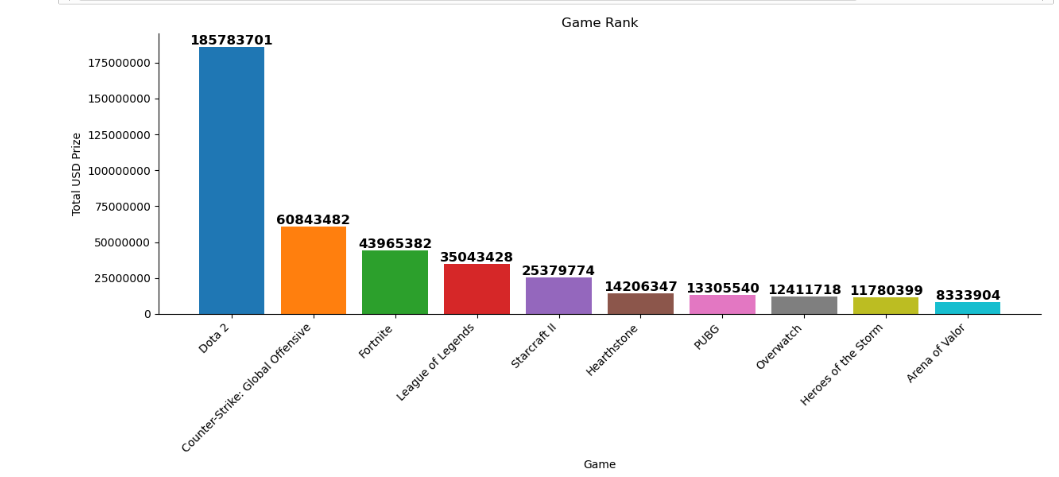 Game Rank
Total USD Prize
175000000
150000000
125000000
100000000
75000000
50000000
25000000
0
185783701
60843482
43965382
35043428
25379774
14206347
13305540
12411718
11780399
8333904
Dota 2
Counter-Strike: Global Offensive
Fortnite
League of Legends
Starcraft II
Hearthstone
PUBG
Overwatch
Heroes of the Storm
Arena of Valor
Game